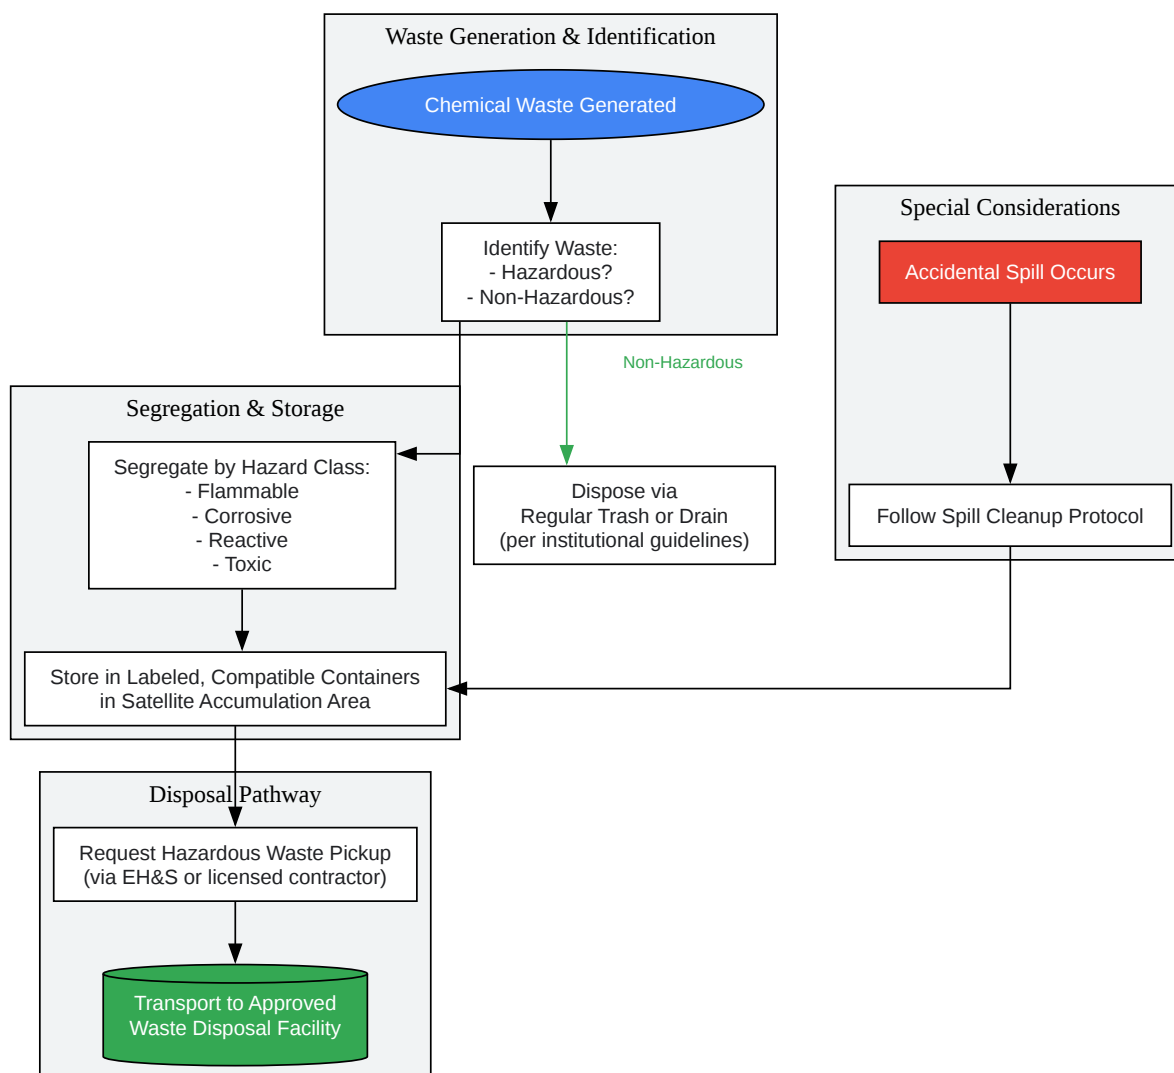 Waste Generation & Identification
Chemical Waste Generated
Identify Waste:
- Hazardous?
- Non-Hazardous?
Special Considerations
Accidental Spill Occurs
Non-Hazardous
Segregation & Storage
Segregate by Hazard Class:
- Flammable
- Corrosive
- Reactive
- Toxic
Dispose via
Regular Trash or Drain
(per institutional guidelines)
Follow Spill Cleanup Protocol
Store in Labeled, Compatible Containers
in Satellite Accumulation Area
Disposal Pathway
Request Hazardous Waste Pickup
(via EH&S or licensed contractor)
Transport to Approved
Waste Disposal Facility